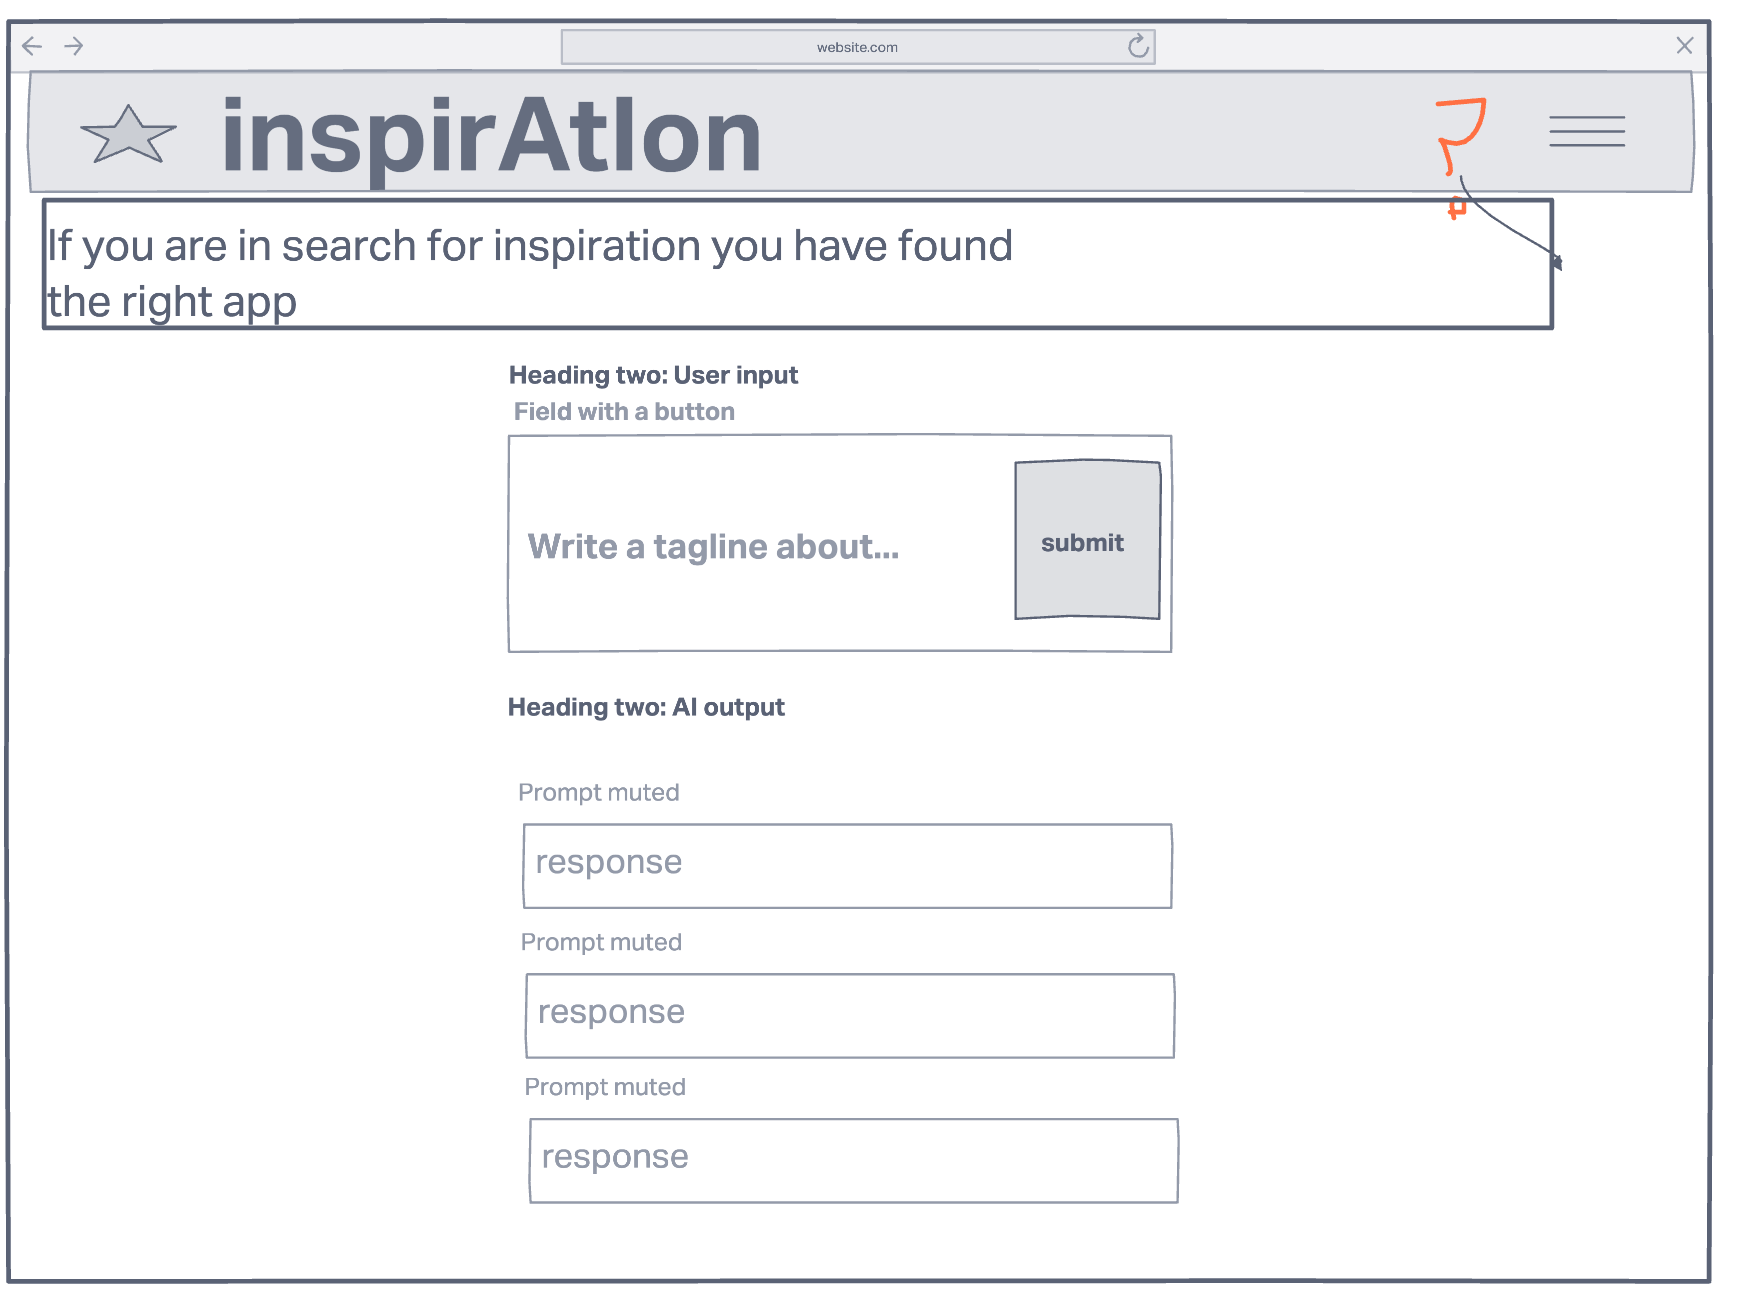 website.com
inspirAtIon
?
If you are in search for inspiration you have found
the right app
Heading two: User input
Field with a button
Write a tagline about...
submit
Heading two: AI output
Prompt muted
response
Prompt muted
response
Prompt muted
response